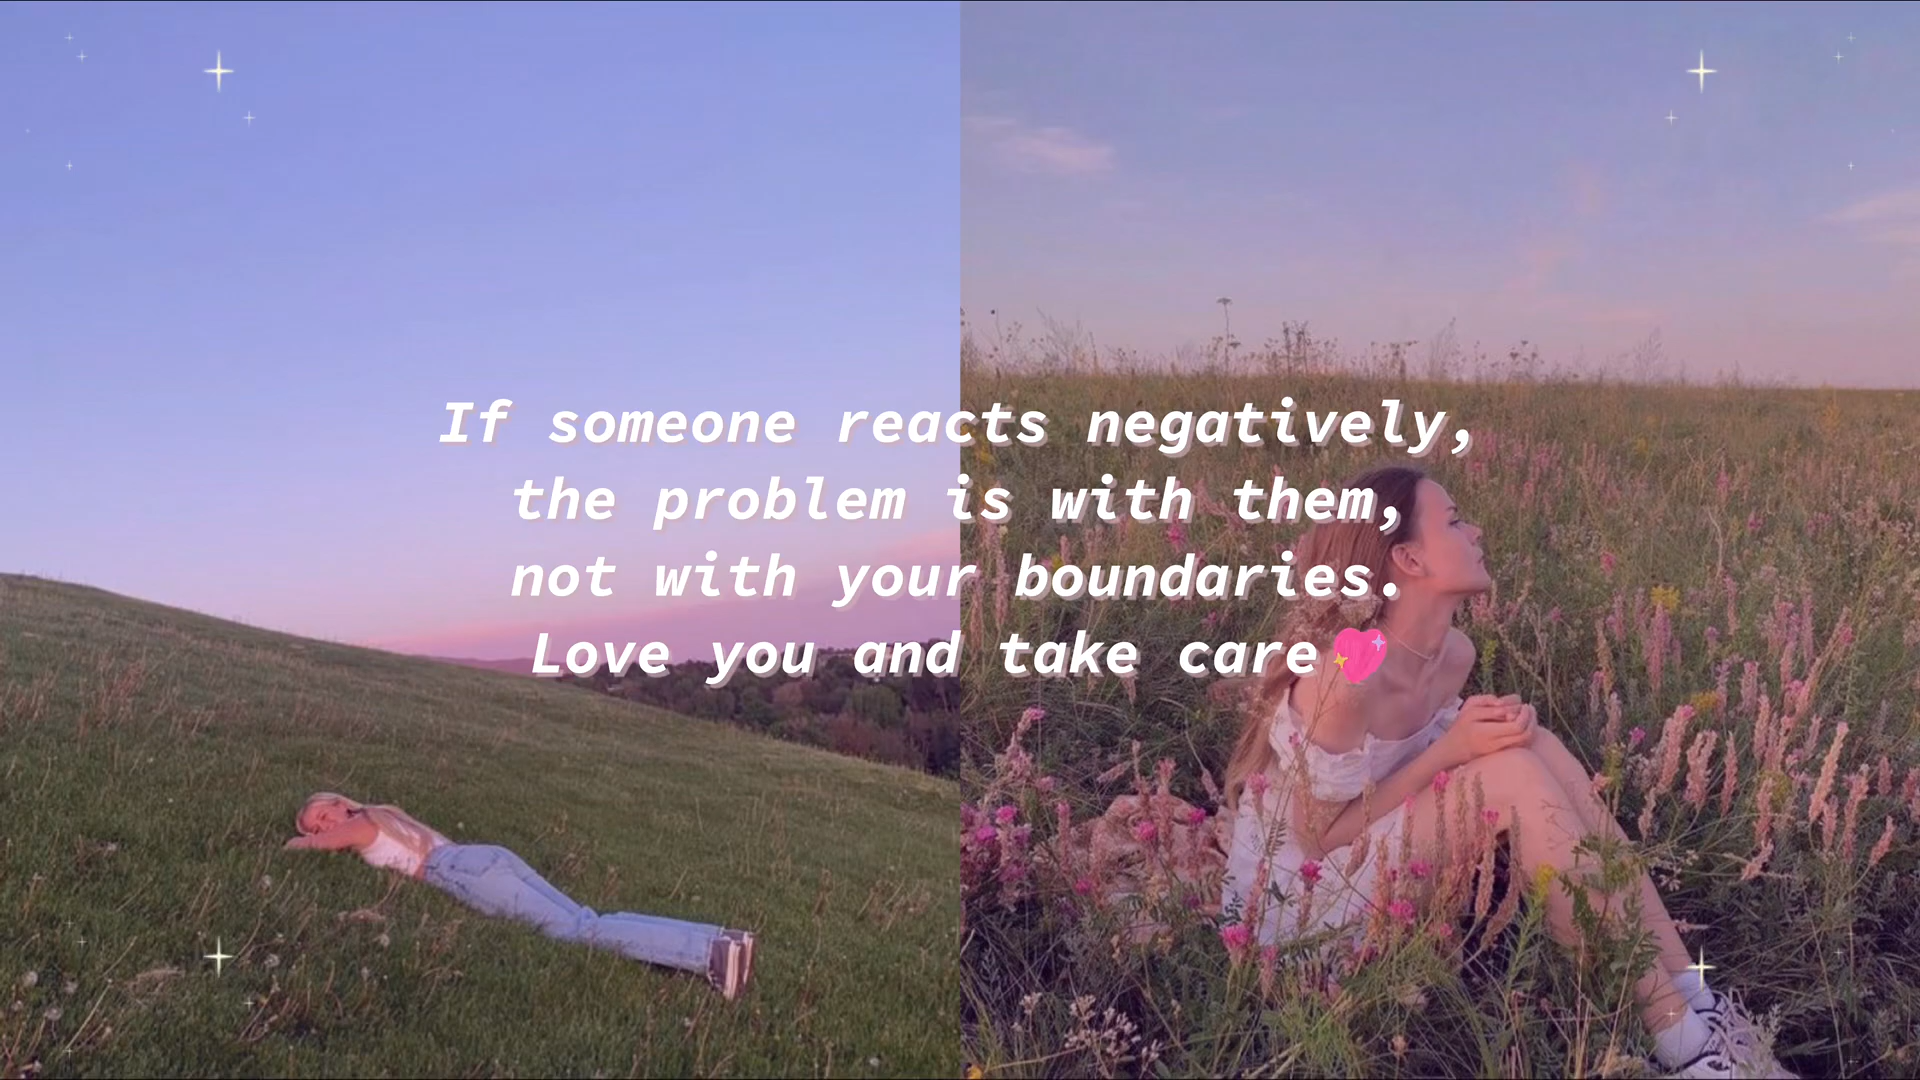 If someone reacts negatively,
the problem is with them,
not with your boundaries.
Love you and take care💖